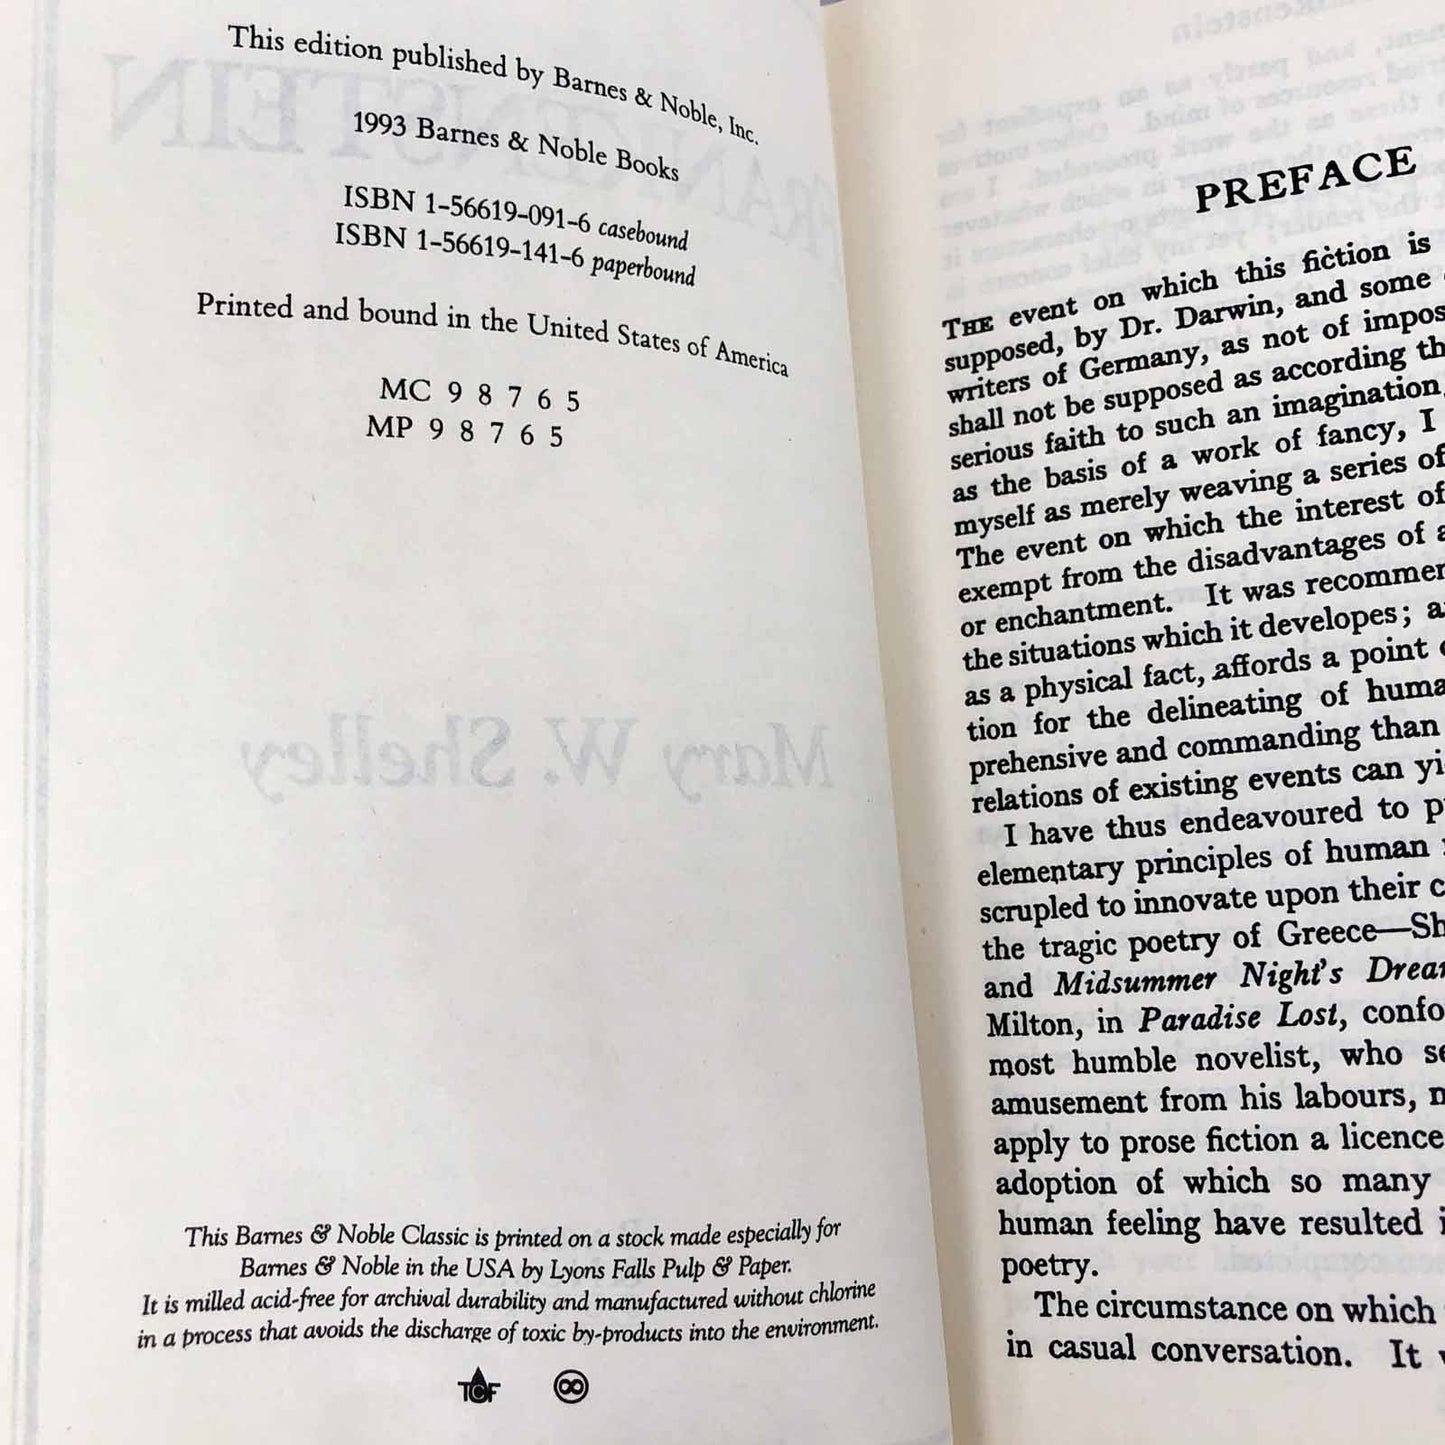 This edition published by Barnes & Noble, Inc.
1993 Barnes & Noble Books
ISBN 1-56619-091-6 casebound
ISBN 1-56619-141-6 paperbound
Printed and bound in the United States of America
MC 9 8 7 6 5
MP 9 8 7 6 5
FRANKENSTEIN
Mary W. Shelley
This Barnes & Noble Classic is printed on a stock made especially for
Barnes & Noble in the USA by Lyons Falls Pulp & Paper.
It is milled acid-free for archival durability and manufactured without chlorine
in a process that avoids the discharge of toxic by-products into the environment.
TCF
PREFACE
THE event on which this fiction is
supposed, by Dr. Darwin, and some
writers of Germany, as not of impos
shall not be supposed as according th
serious faith to such an imagination,
as the basis of a work of fancy, I
myself as merely weaving a series of
The event on which the interest of
exempt from the disadvantages of a
or enchantment. It was recommen
the situations which it developes; a
as a physical fact, affords a point
tion for the delineating of huma
prehensive and commanding than
relations of existing events can yi
I have thus endeavoured to p
elementary principles of human
scrupled to innovate upon their c
the tragic poetry of Greece—Sh
and Midsummer Night's Drea
Milton, in Paradise Lost, confo
most humble novelist, who se
amusement from his labours, m
apply to prose fiction a licence
adoption of which so many
human feeling have resulted i
poetry.
The circumstance on which
in casual conversation. It